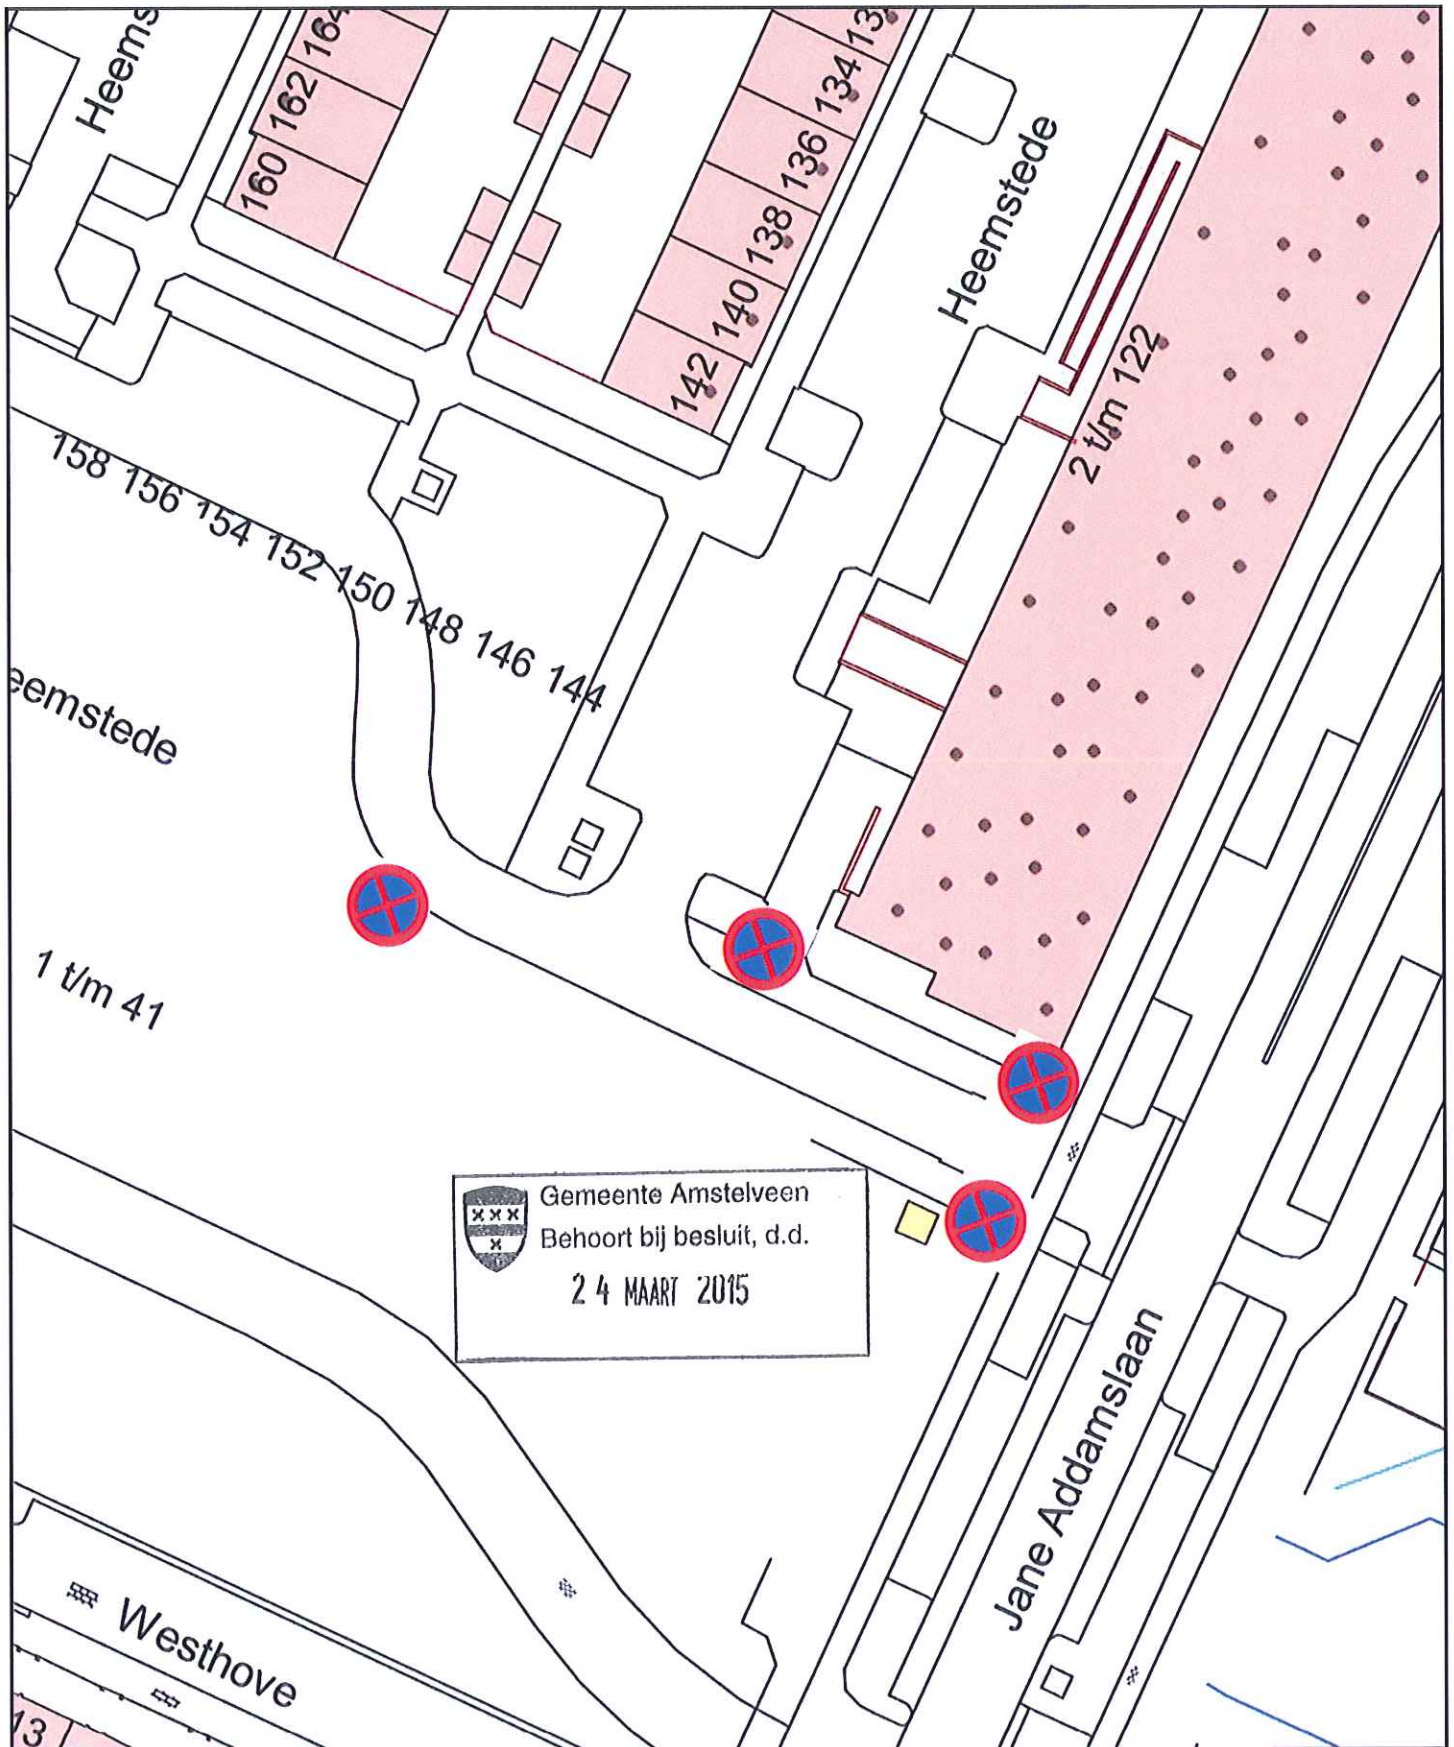 Heems
164
162
160
13
134
136
138
140
142
Heemstede
2 t/m 122
158 156 154 152 150 148 146 144
eemstede
1 t/m 41
Gemeente Amstelveen
Behoort bij besluit, d.d.
24 MAART 2015
Jane Addamslaan
Westhove
13